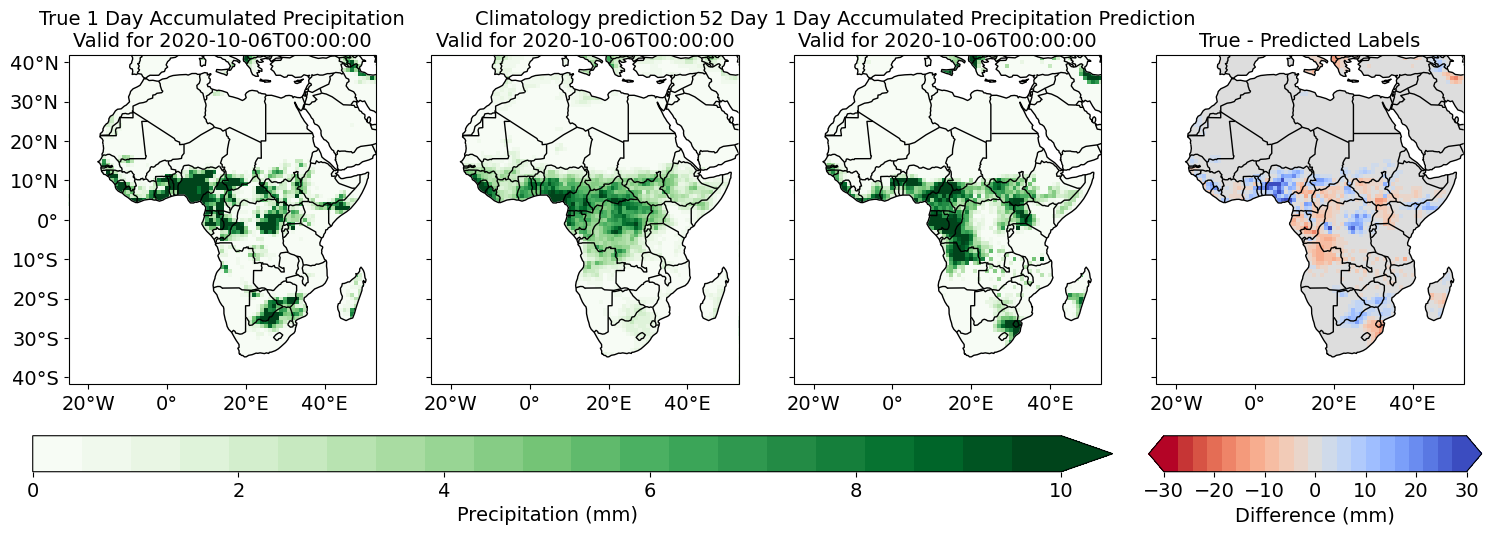 True 1 Day Accumulated Precipitation
Valid for 2020-10-06T00:00:00
Climatology prediction
Valid for 2020-10-06T00:00:00
52 Day 1 Day Accumulated Precipitation Prediction
Valid for 2020-10-06T00:00:00
True - Predicted Labels
40°N
30°N
20°N
10°N
0°
10°S
20°S
30°S
40°S
20°W 0° 20°E 40°E
20°W 0° 20°E 40°E
20°W 0° 20°E 40°E
20°W 0° 20°E 40°E
0 2 4 6 8 10
Precipitation (mm)
−30 −20 −10 0 10 20 30
Difference (mm)